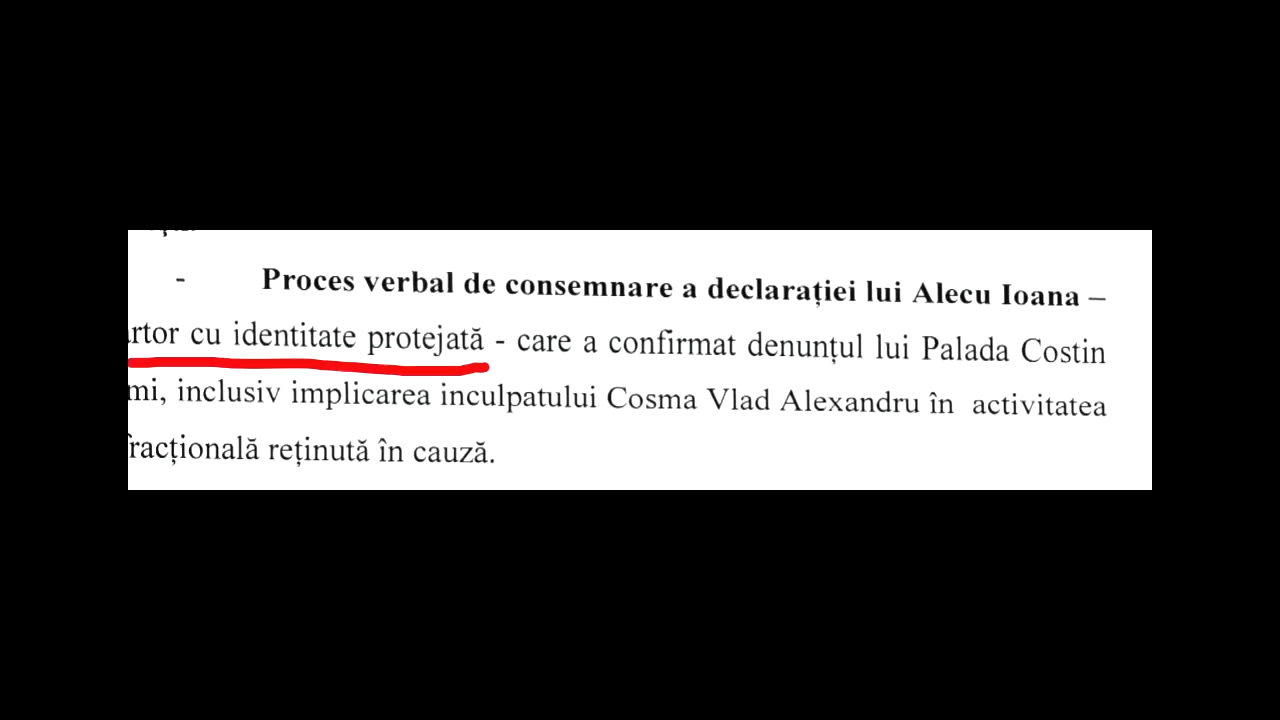 - Proces verbal de consemnare a declarației lui Alecu Ioana –
rtor cu identitate protejată - care a confirmat denunțul lui Palada Costin
mi, inclusiv implicarea inculpatului Cosma Vlad Alexandru în activitatea
racțională reținută în cauză.